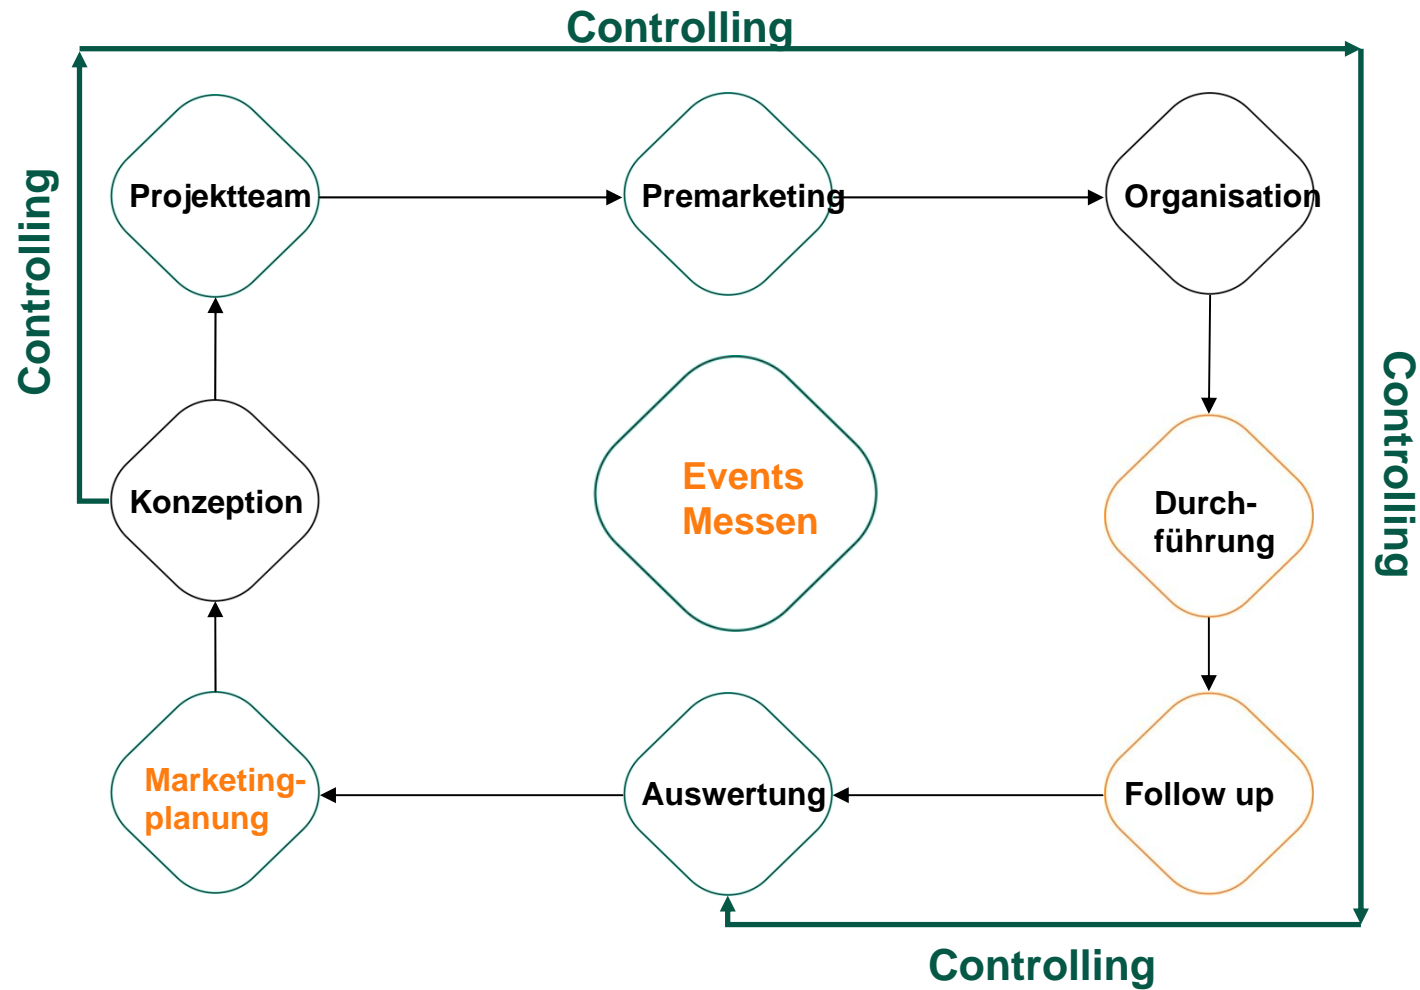 Controlling
Projektteam
Premarketing
Organisation
Controlling
Controlling
Konzeption
Events
Messen
Durch-
führung
Marketing-
planung
Auswertung
Follow up
Controlling